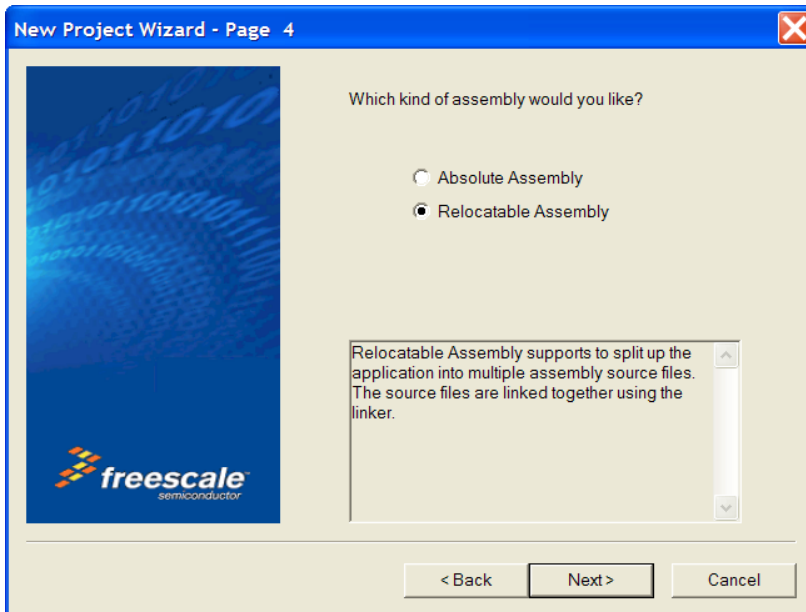 New Project Wizard - Page 4
Which kind of assembly would you like?
Absolute Assembly
Relocatable Assembly
Relocatable Assembly supports to split up the
application into multiple assembly source files.
The source files are linked together using the
linker.
freescale™
semiconductor
< Back
Next >
Cancel